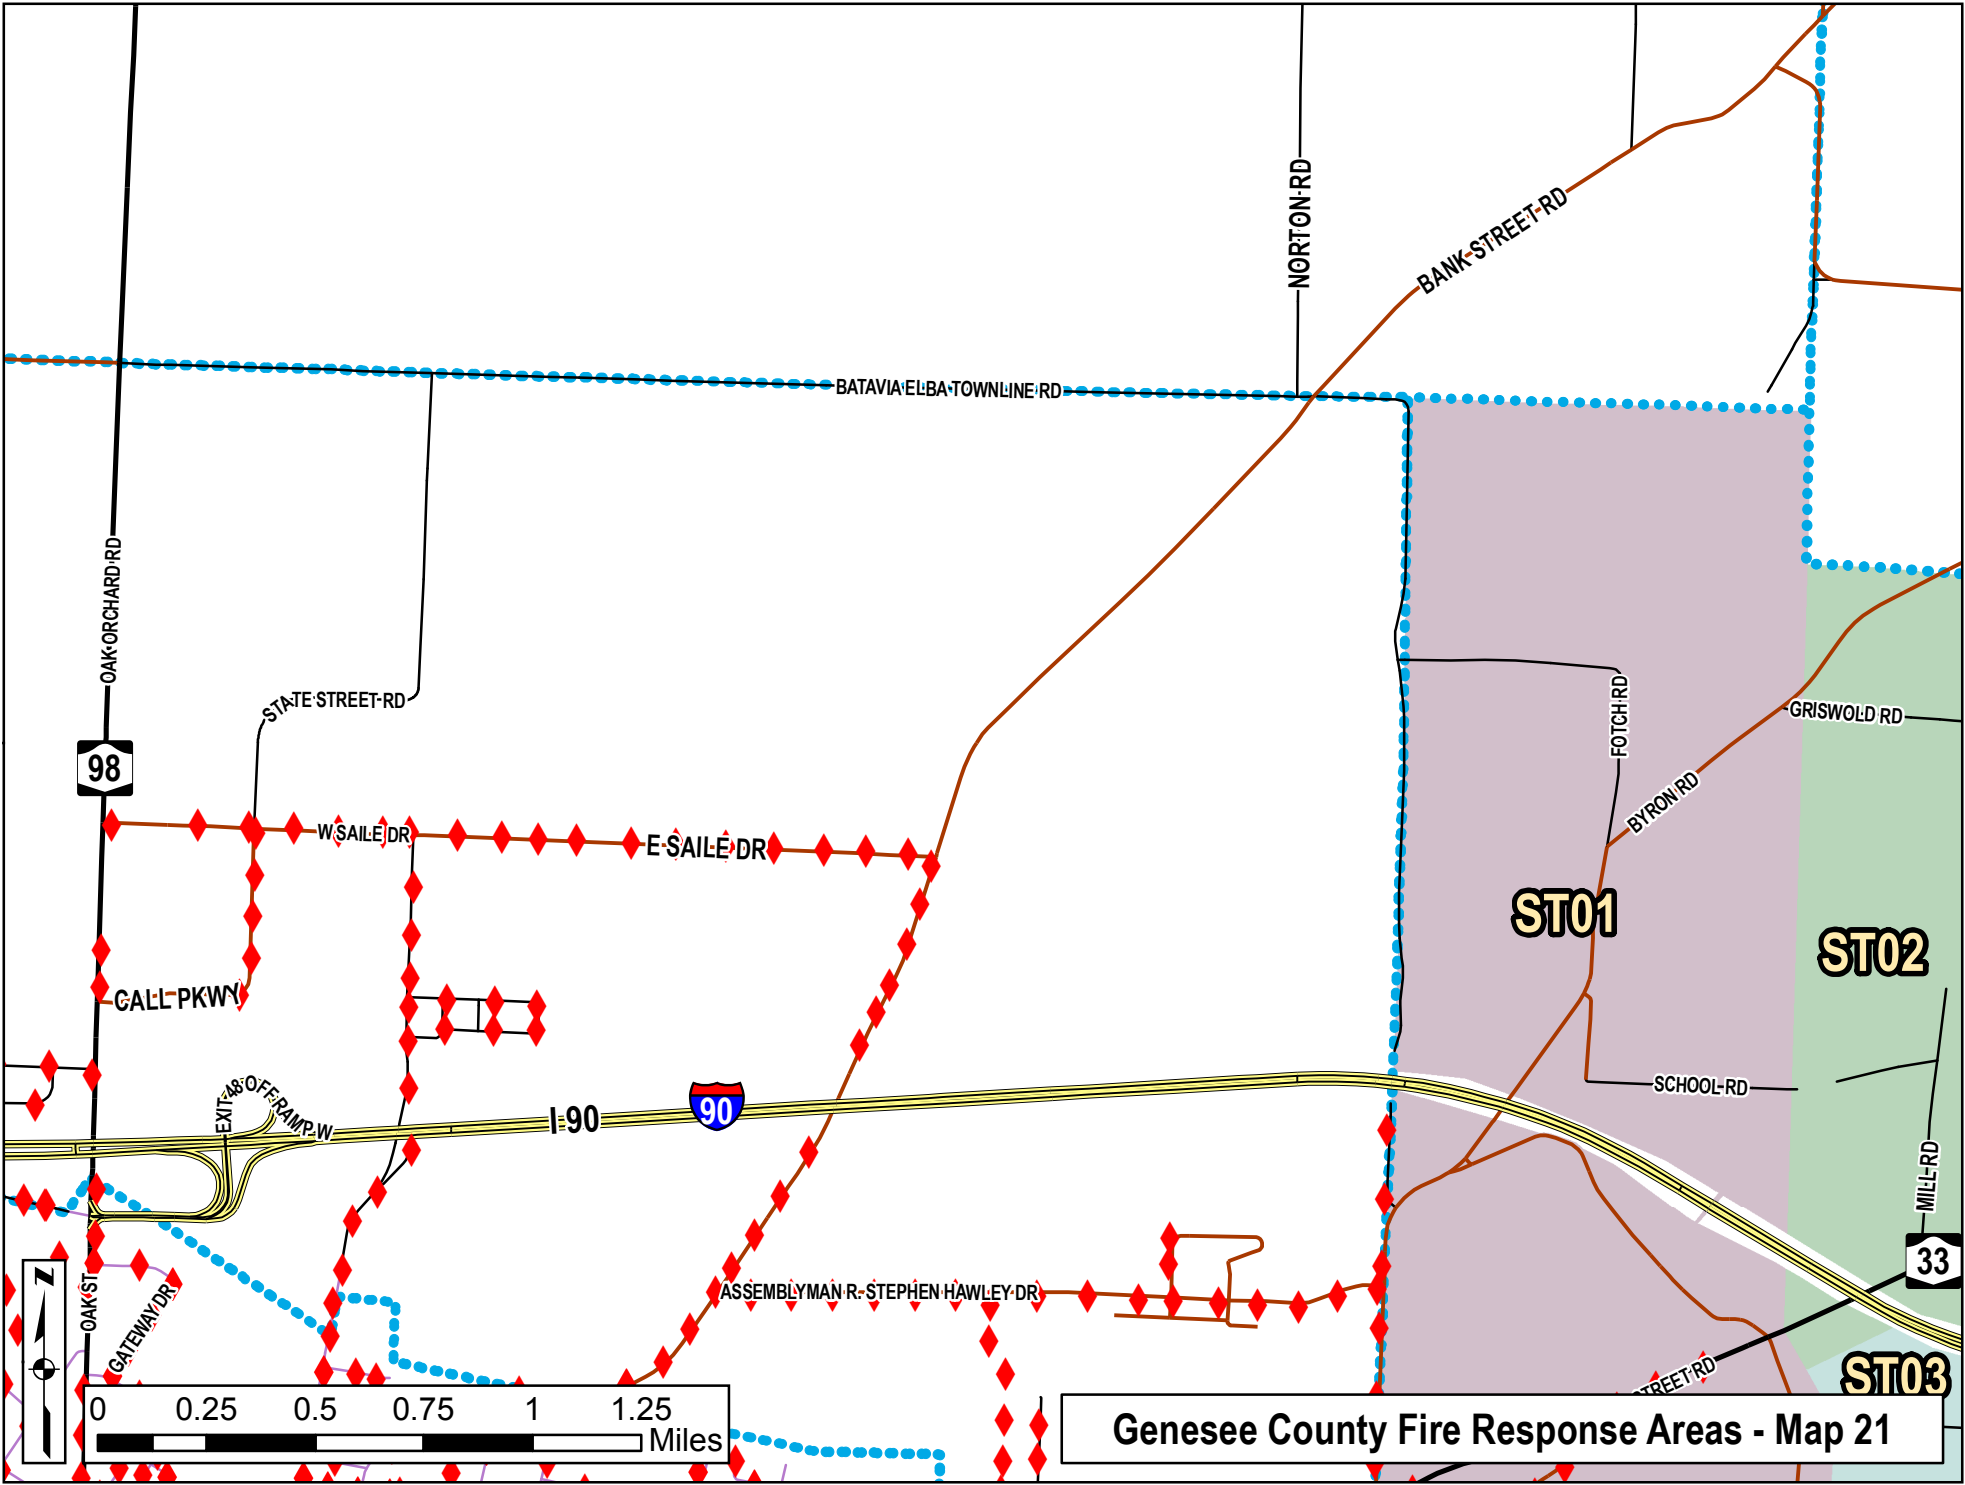 NORTON RD
BANK STREET RD
BATAVIA ELBA TOWNLINE RD
OAK ORCHARD RD
STATE STREET RD
FOTCH RD
GRISWOLD RD
98
BYRON RD
W SAILE DR
E SAILE DR
ST01
ST02
CALL PKWY
SCHOOL RD
EXIT 48 OFF RAMP W
I 90
90
MILL RD
33
OAK ST
GATEWAY DR
ASSEMBLYMAN R. STEPHEN HAWLEY DR
N
STREET RD
ST03
0 0.25 0.5 0.75 1 1.25
Miles
Genesee County Fire Response Areas - Map 21